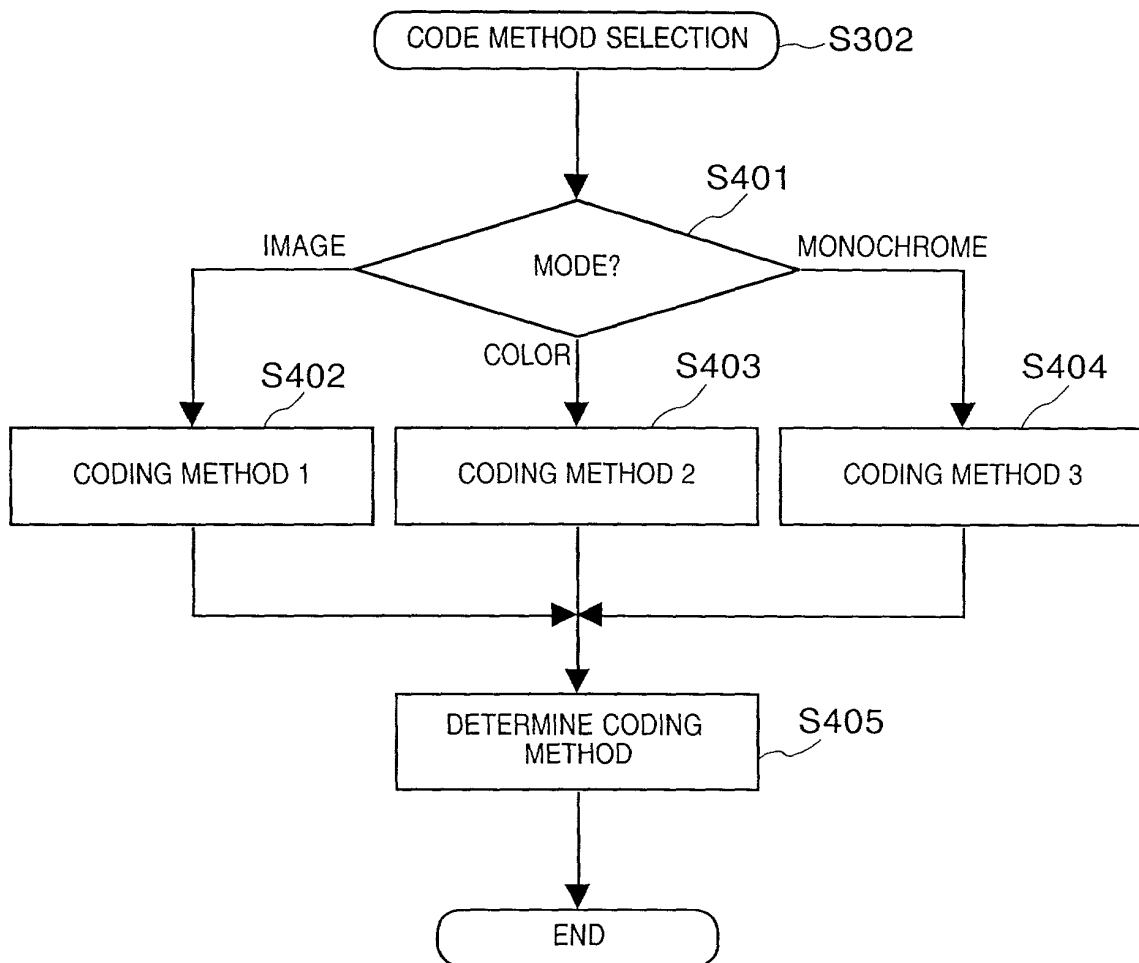 CODE METHOD SELECTION
S302
S401
IMAGE
MODE?
MONOCHROME
COLOR
S402
S403
S404
CODING METHOD 1
CODING METHOD 2
CODING METHOD 3
DETERMINE CODING
METHOD
S405
END